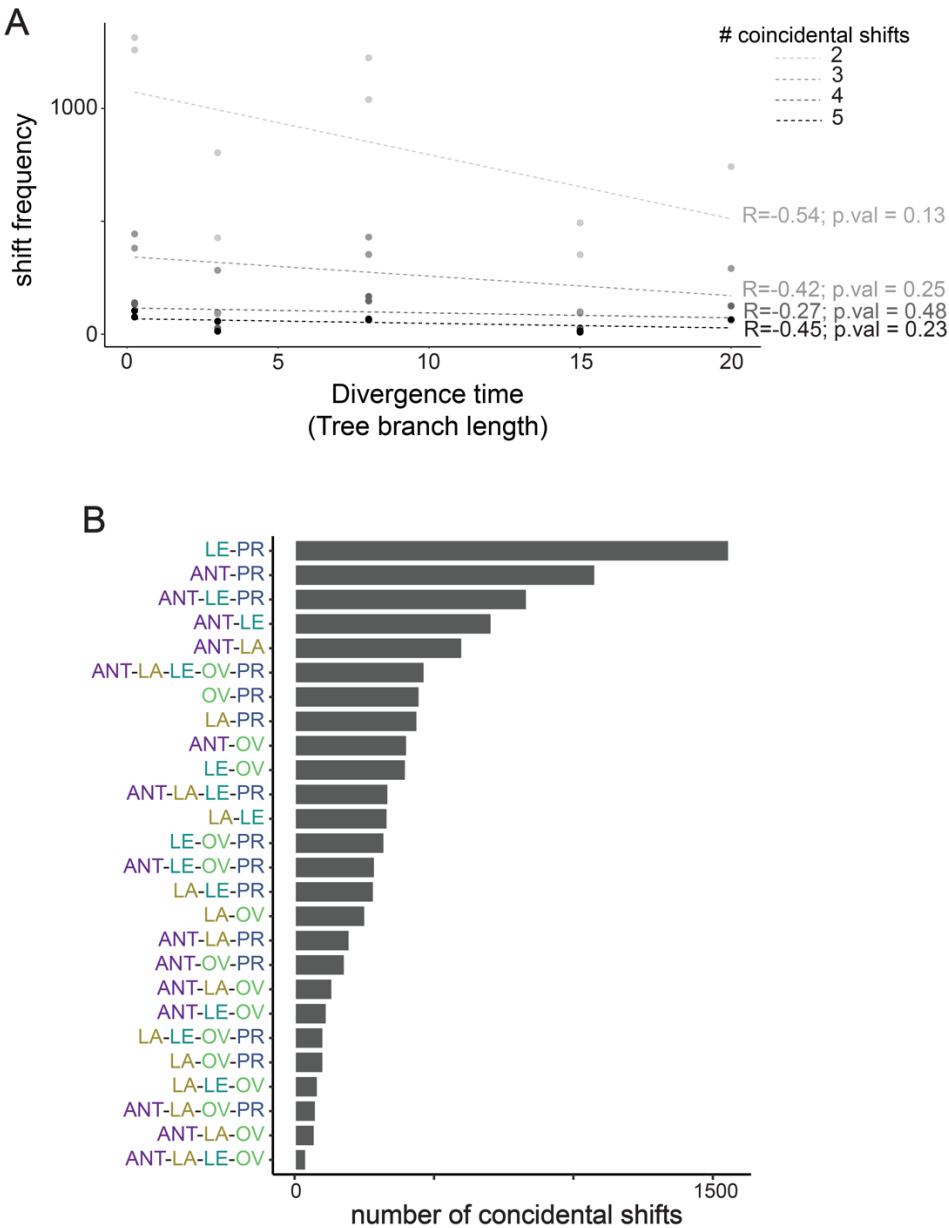 A
# coincidental shifts
2
3
4
5
shift frequency
1000
0
R=-0.54; p.val = 0.13
R=-0.42; p.val = 0.25
R=-0.27; p.val = 0.48
R=-0.45; p.val = 0.23
0 5 10 15 20
Divergence time
(Tree branch length)
B
LE-PR
ANT-PR
ANT-LE-PR
ANT-LE
ANT-LA
ANT-LA-LE-OV-PR
OV-PR
LA-PR
ANT-OV
LE-OV
ANT-LA-LE-PR
LA-LE
LE-OV-PR
ANT-LE-OV-PR
LA-LE-PR
LA-OV
ANT-LA-PR
ANT-OV-PR
ANT-LA-OV
ANT-LE-OV
LA-LE-OV-PR
LA-OV-PR
LA-LE-OV
ANT-LA-OV-PR
ANT-LA-OV
ANT-LA-LE-OV
0 1500
number of concidental shifts